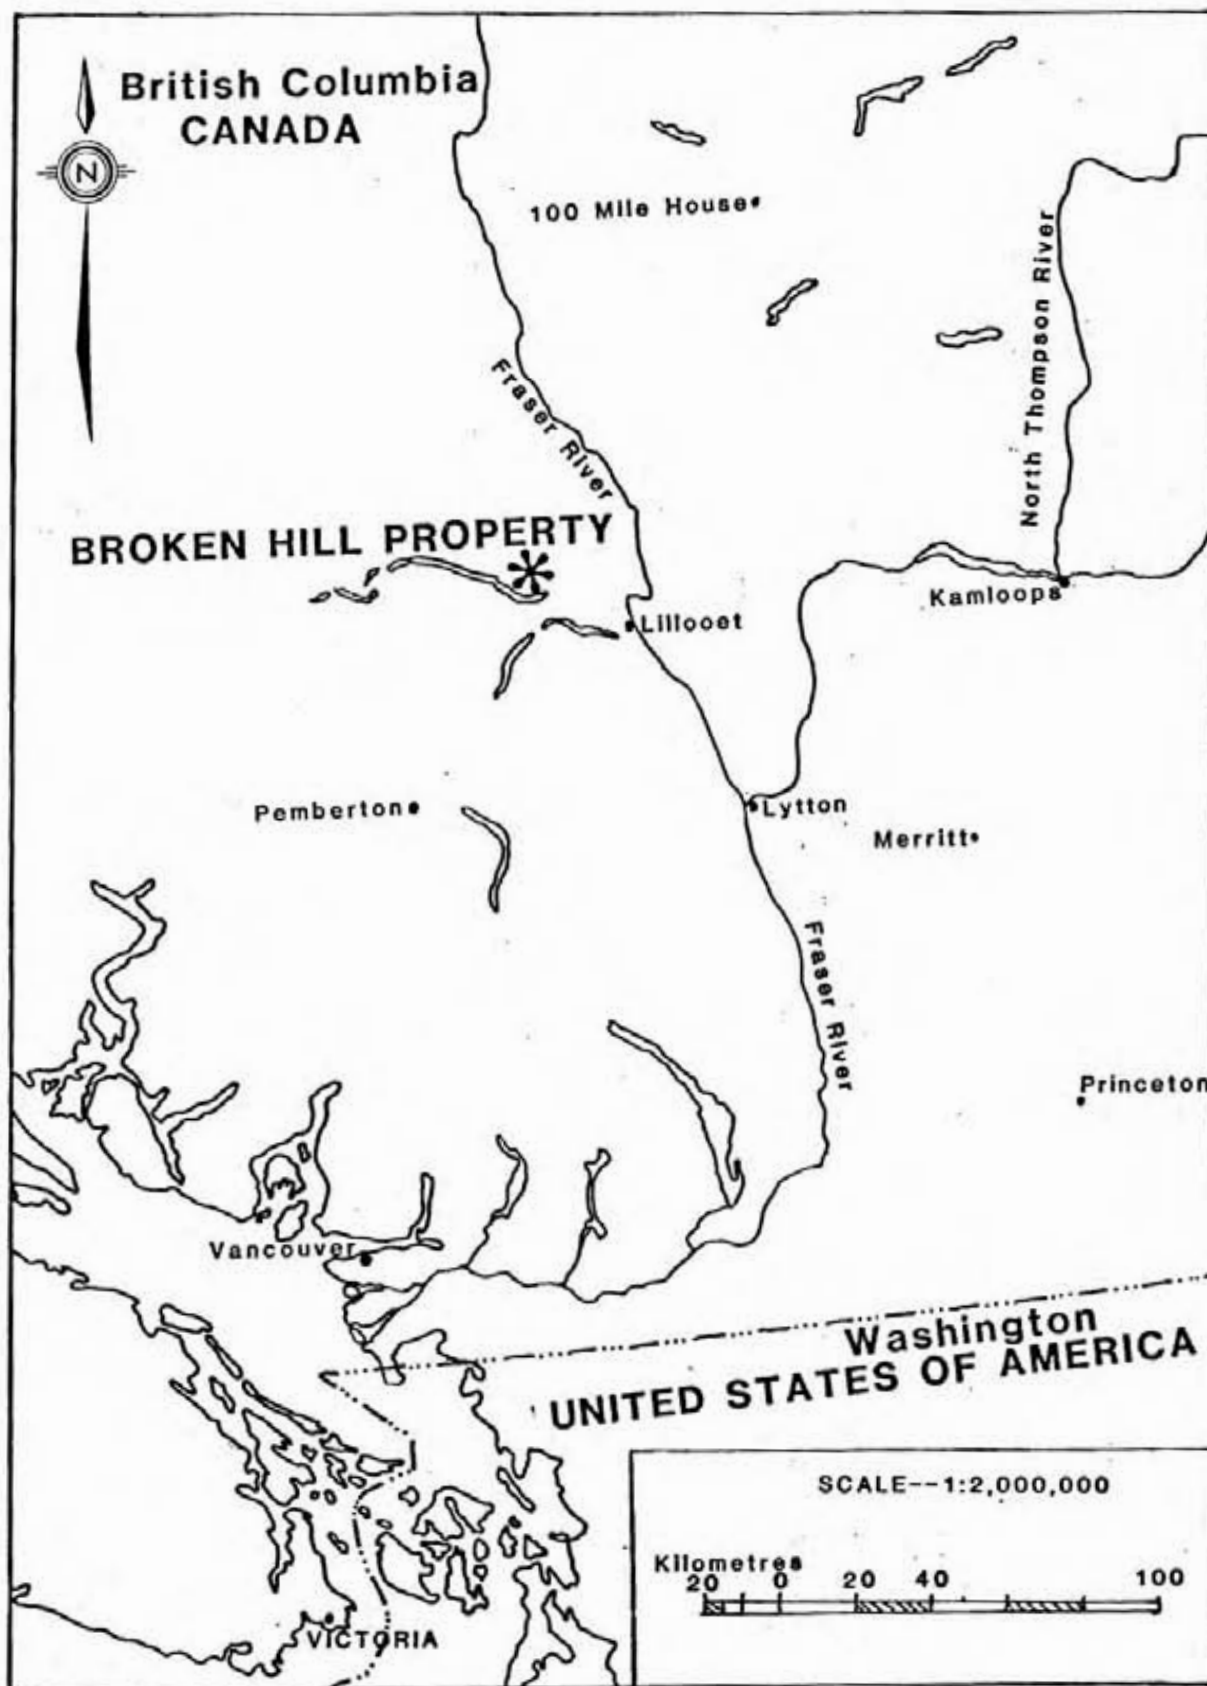 British Columbia
CANADA
N
100 Mile House
North Thompson River
Fraser River
BROKEN HILL PROPERTY
Kamloops
Lillooet
Pemberton
Lytton
Merritt
Fraser River
Princeton
Vancouver
Washington
UNITED STATES OF AMERICA
SCALE--1:2,000,000
Kilometres
20 0 20 40 100
VICTORIA